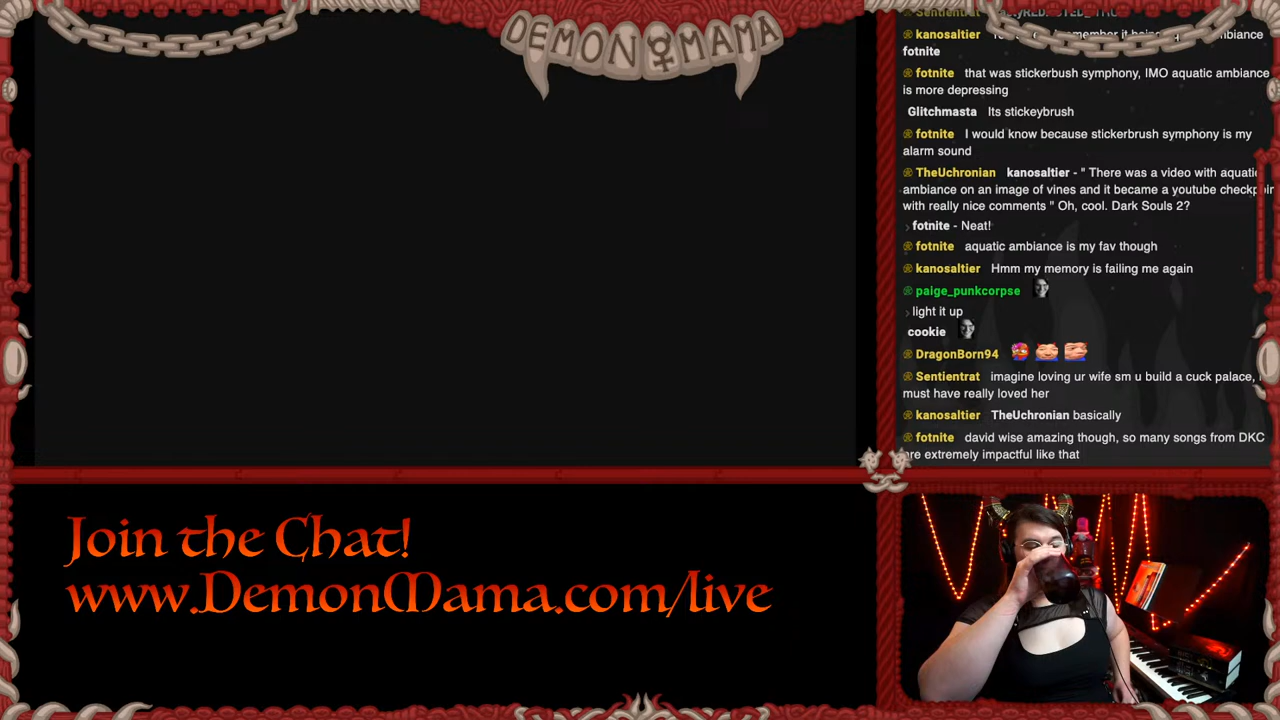 DEMON MAMA
Sentientrat
kanosaltier
fotnite
fotnite that was stickerbush symphony, IMO aquatic ambiance
is more depressing
Glitchmasta Its stickeybrush
fotnite I would know because stickerbrush symphony is my
alarm sound
TheUchronian kanosaltier - " There was a video with aquatic
ambiance on an image of vines and it became a youtube
with really nice comments " Oh, cool. Dark Souls 2?
› fotnite - Neat!
fotnite aquatic ambiance is my fav though
kanosaltier Hmm my memory is failing me again
paige_punkcorpse
› light it up
cookie
DragonBorn94
Sentientrat imagine loving ur wife sm u build a cuck palace,
must have really loved her
kanosaltier TheUchronian basically
fotnite david wise amazing though, so many songs from DKC
are extremely impactful like that
Join the Chat!
www.DemonMama.com/live